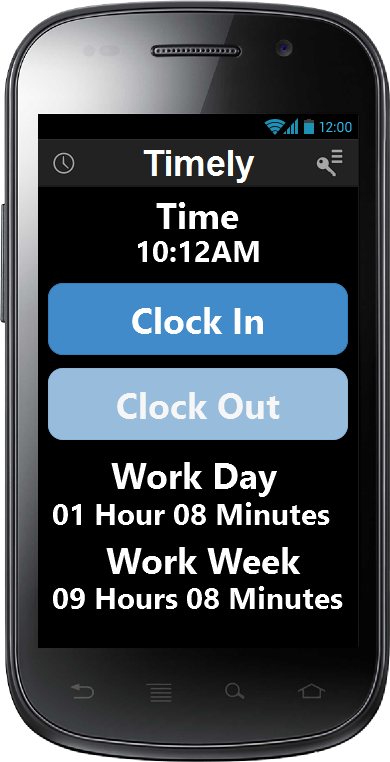 12:00
Timely
Time
10:12AM
Clock In
Clock Out
Work Day
01 Hour 08 Minutes
Work Week
09 Hours 08 Minutes